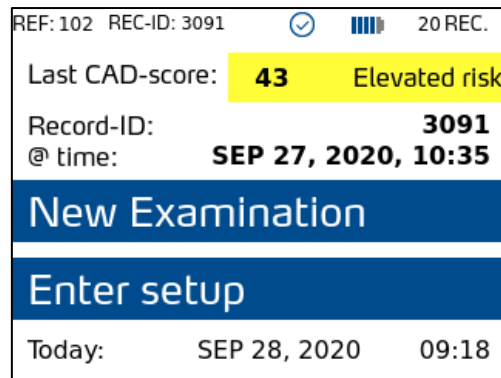 REF: 102 REC-ID: 3091 20 REC.
Last CAD-score: 43 Elevated risk
Record-ID: 3091
@ time: SEP 27, 2020, 10:35
New Examination
Enter setup
Today: SEP 28, 2020 09:18